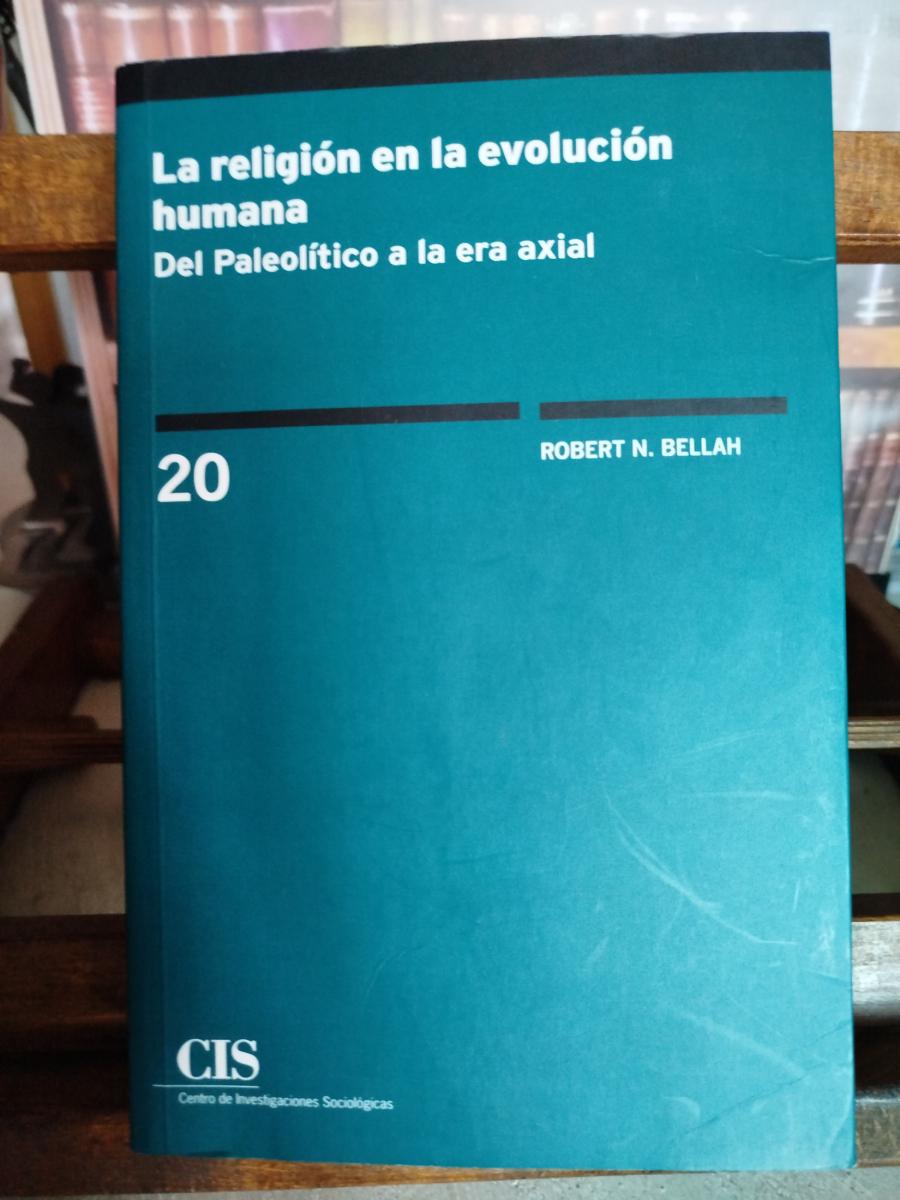 La religión en la evolución
humana
Del Paleolítico a la era axial
20
ROBERT N. BELLAH
CIS
Centro de Investigaciones Sociológicas